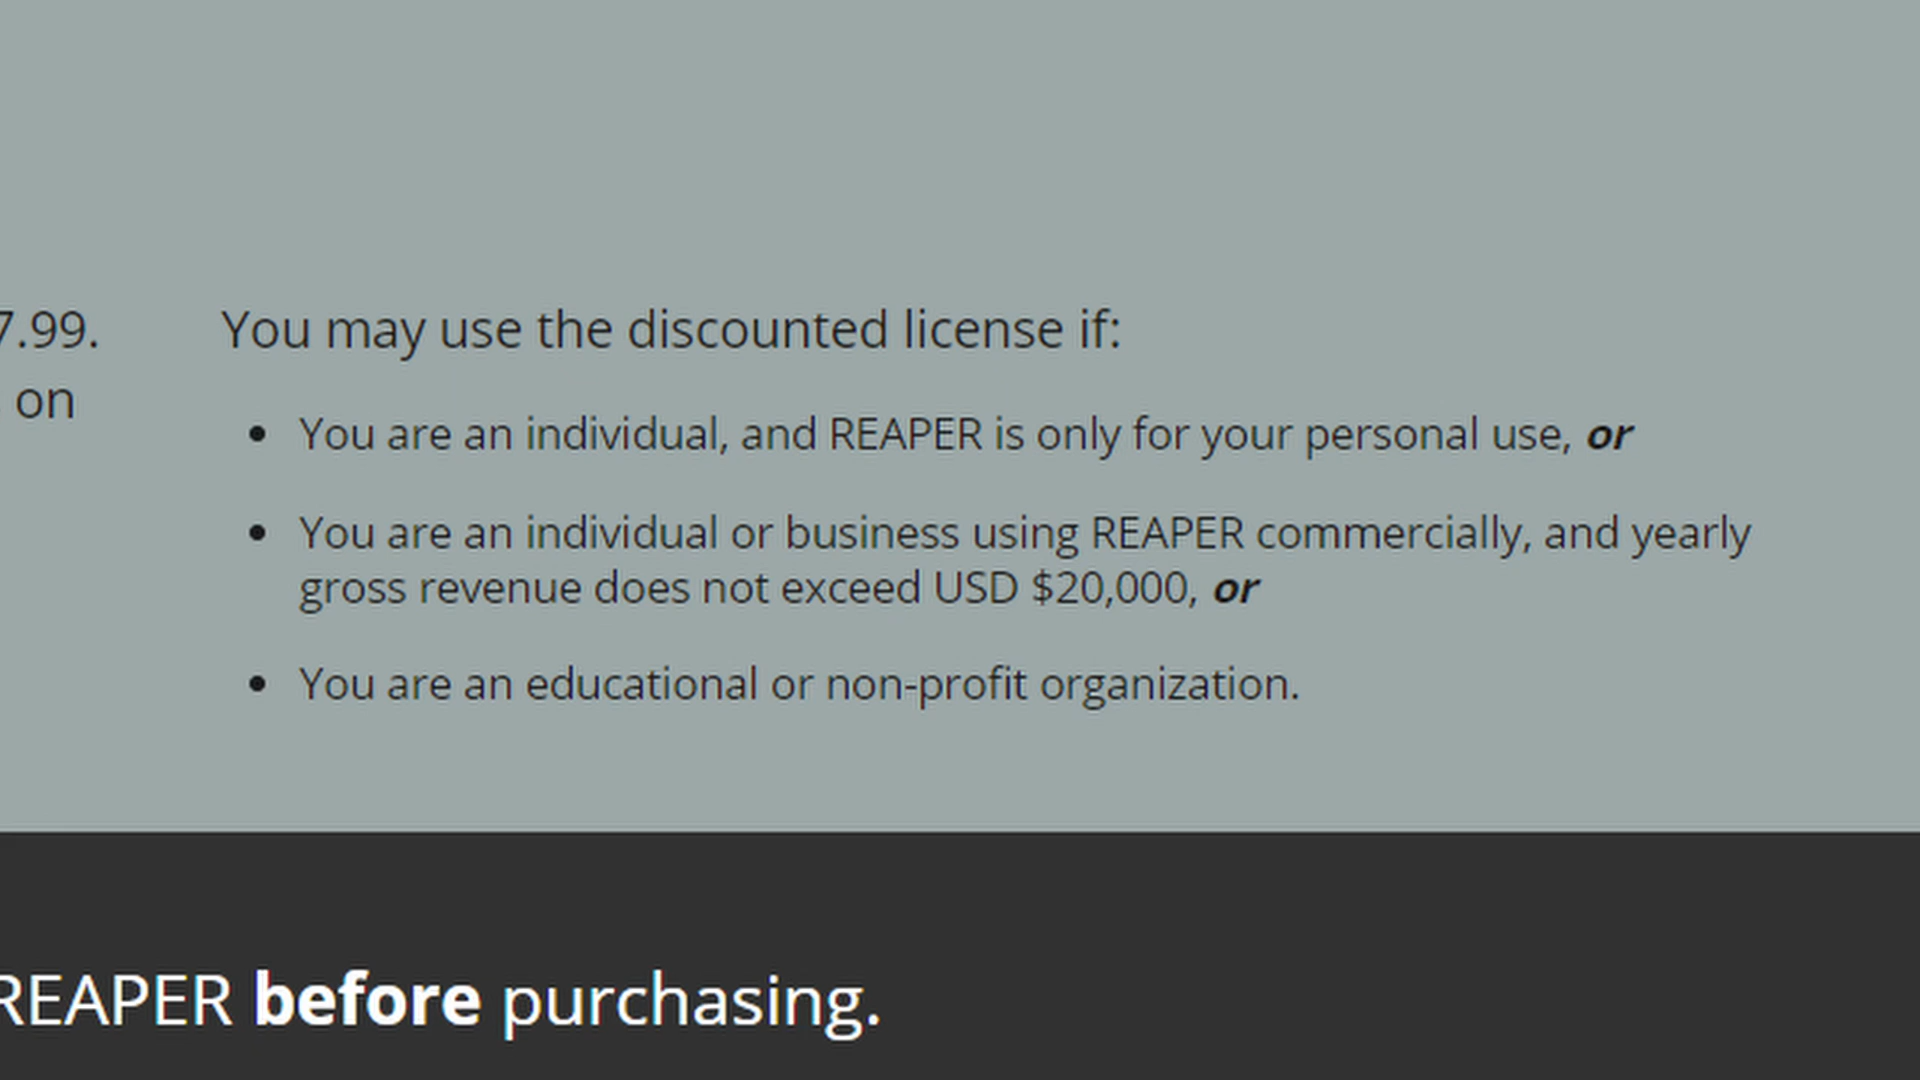 7.99.
on
You may use the discounted license if:
• You are an individual, and REAPER is only for your personal use, or
• You are an individual or business using REAPER commercially, and yearly
gross revenue does not exceed USD $20,000, or
• You are an educational or non-profit organization.
REAPER before purchasing.